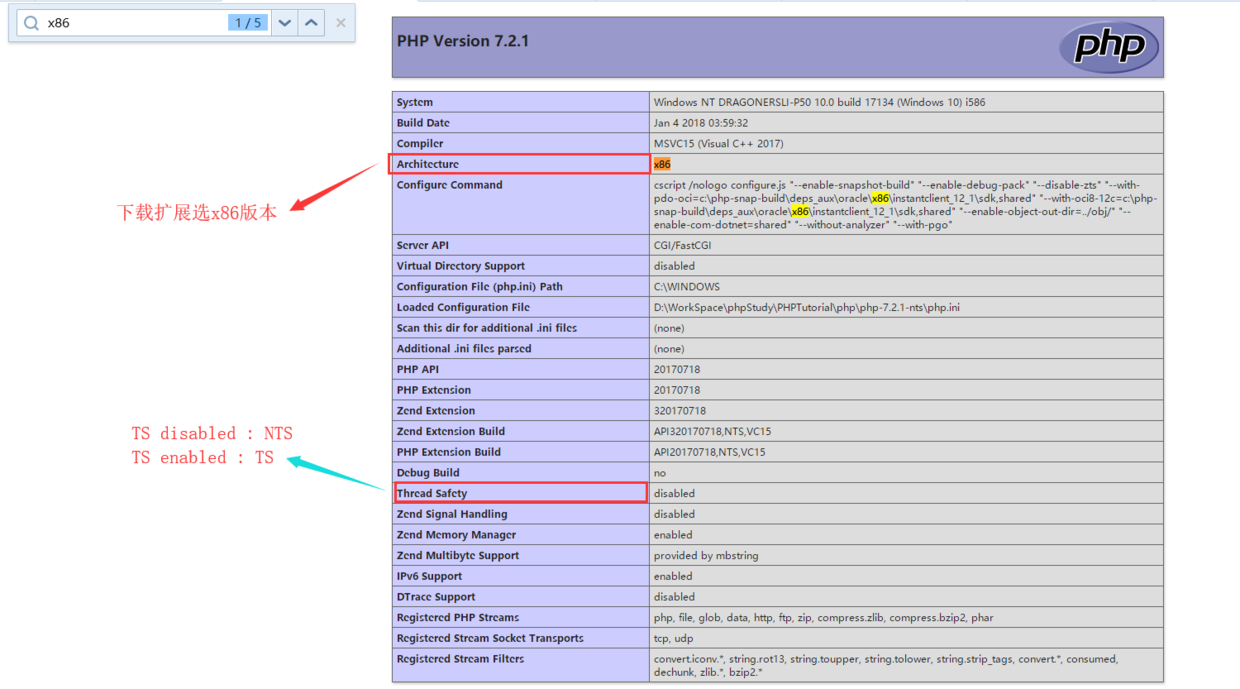 x86
1 / 5
PHP Version 7.2.1
php
System Windows NT DRAGONERSLI-P50 10.0 build 17134 (Windows 10) i586
Build Date Jan 4 2018 03:59:32
Compiler MSVC15 (Visual C++ 2017)
Architecture x86
下载扩展选x86版本
Configure Command cscript /nologo configure.js "--enable-snapshot-build" "--enable-debug-pack" "--disable-zts" "--with-
pdo-oci=c:\php-snap-build\deps_aux\oracle\x86\instantclient_12_1\sdk,shared" "--with-oci8-12c=c:\php-
snap-build\deps_aux\oracle\x86\instantclient_12_1\sdk,shared" "--enable-object-out-dir=../obj/" "--
enable-com-dotnet=shared" "--without-analyzer" "--with-pgo"
Server API CGI/FastCGI
Virtual Directory Support disabled
Configuration File (php.ini) Path C:\WINDOWS
Loaded Configuration File D:\WorkSpace\phpStudy\PHPTutorial\php\php-7.2.1-nts\php.ini
Scan this dir for additional .ini files (none)
Additional .ini files parsed (none)
PHP API 20170718
PHP Extension 20170718
Zend Extension 320170718
Zend Extension Build API320170718,NTS,VC15
PHP Extension Build API20170718,NTS,VC15
TS disabled : NTS
TS enabled : TS
Debug Build no
Thread Safety disabled
Zend Signal Handling disabled
Zend Memory Manager enabled
Zend Multibyte Support provided by mbstring
IPv6 Support enabled
DTrace Support disabled
Registered PHP Streams php, file, glob, data, http, ftp, zip, compress.zlib, compress.bzip2, phar
Registered Stream Socket Transports tcp, udp
Registered Stream Filters convert.iconv.*, string.rot13, string.toupper, string.tolower, string.strip_tags, convert.*, consumed,
dechunk, zlib.*, bzip2.*